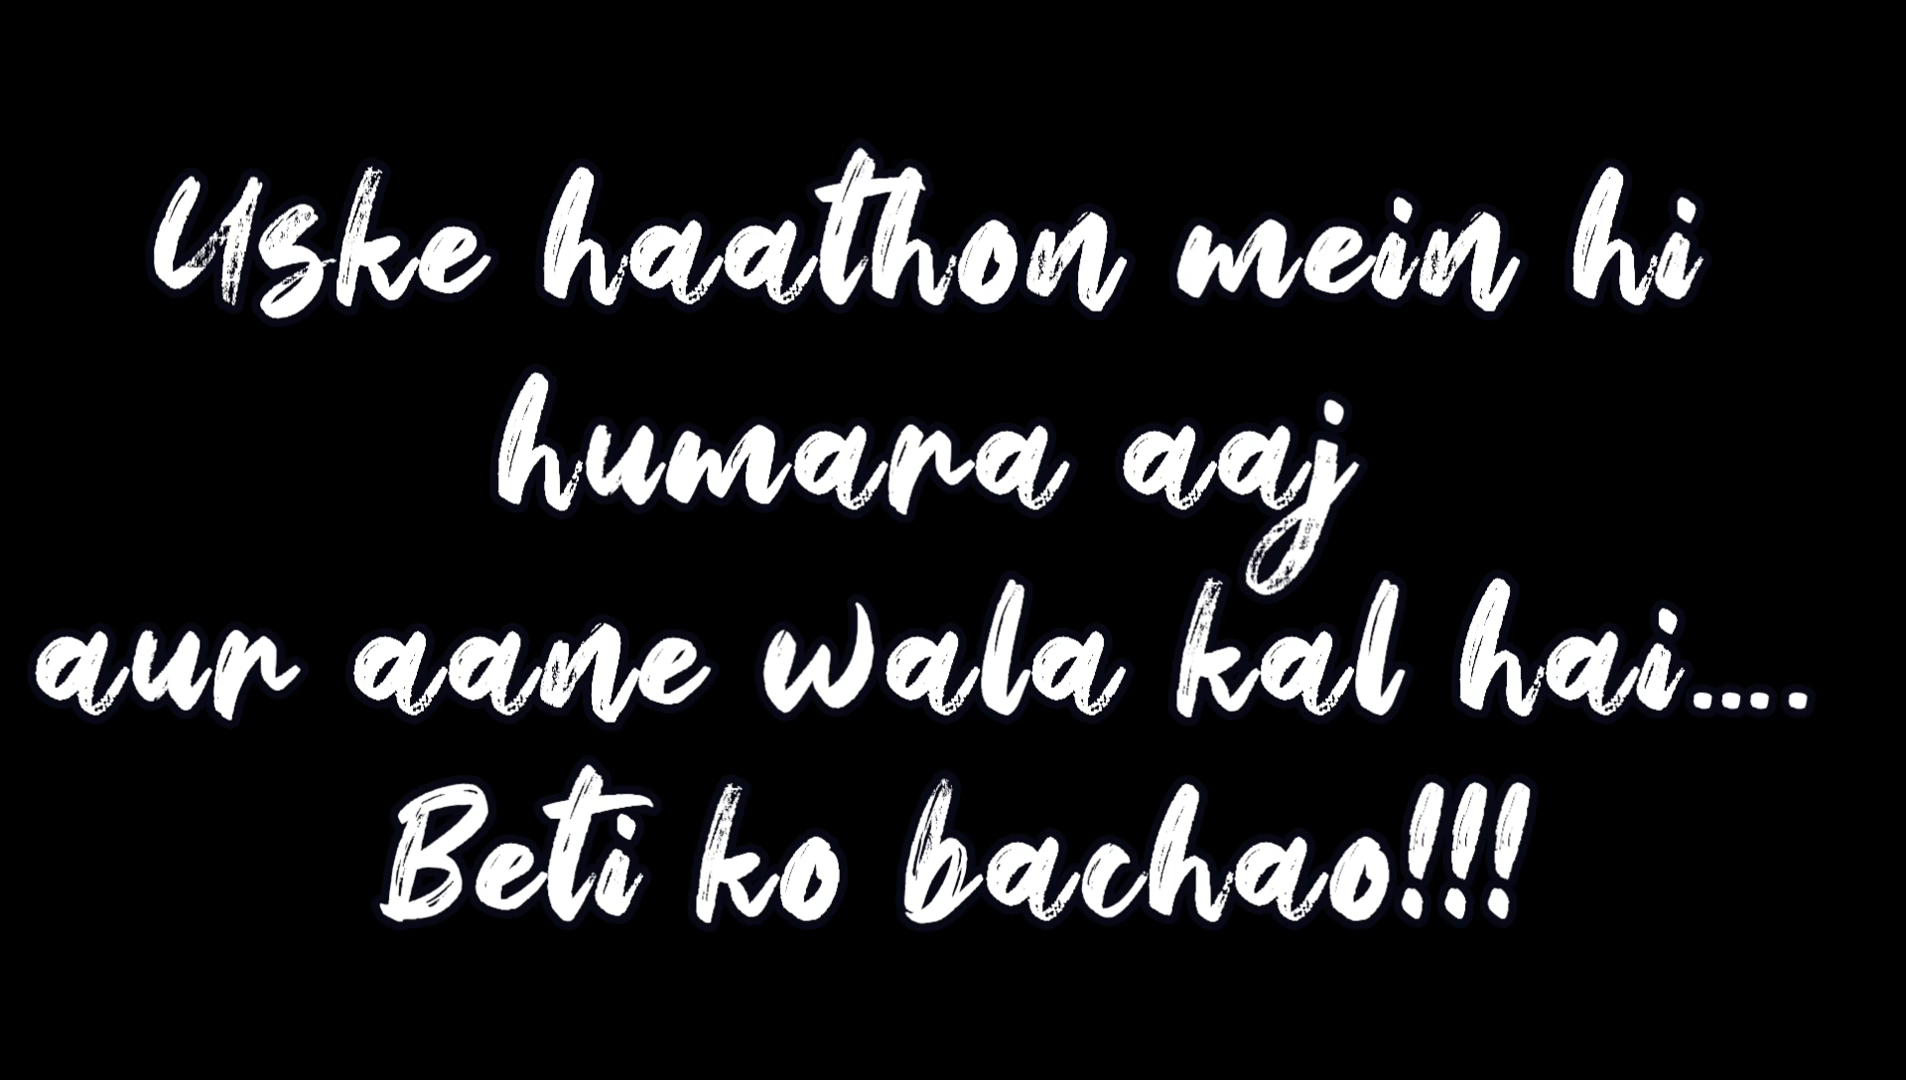 Uske haathon mein hi
humara aaj
aur aane wala kal hai....
Beti ko bachao!!!